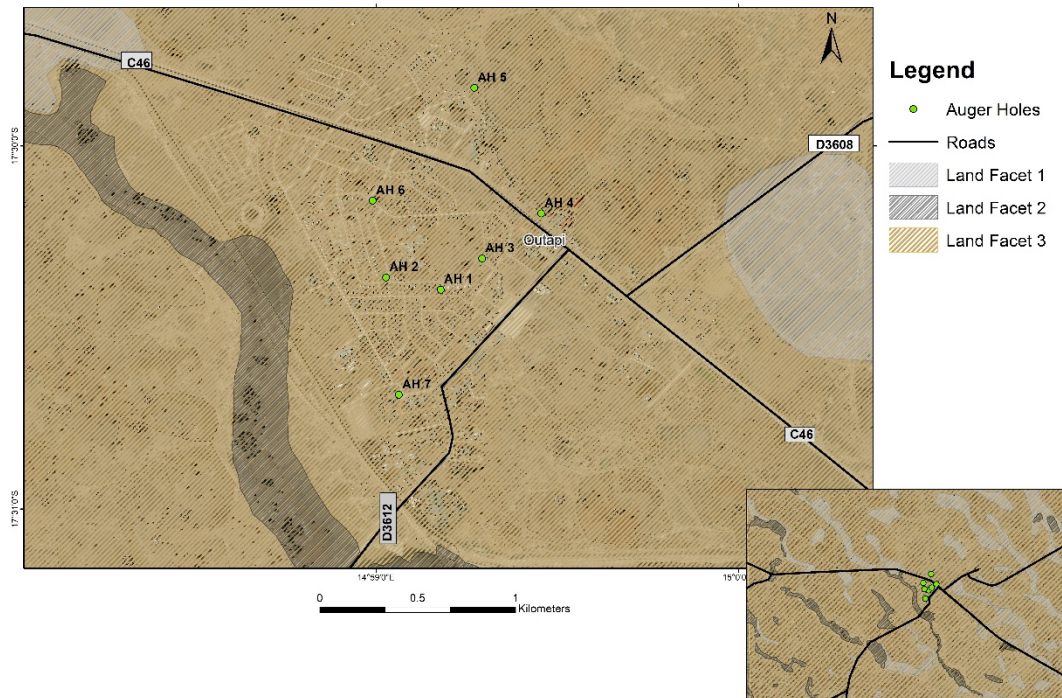 N
C46
AH 5
Legend
Auger Holes
Roads
Land Facet 1
Land Facet 2
Land Facet 3
D3608
17°30'0"S
AH 6
AH 4
Outapi
AH 3
AH 2
AH 1
AH 7
C46
D3612
17°31'0"S
14°59'0"E
15°0'0"
0 0.5 1
Kilometers